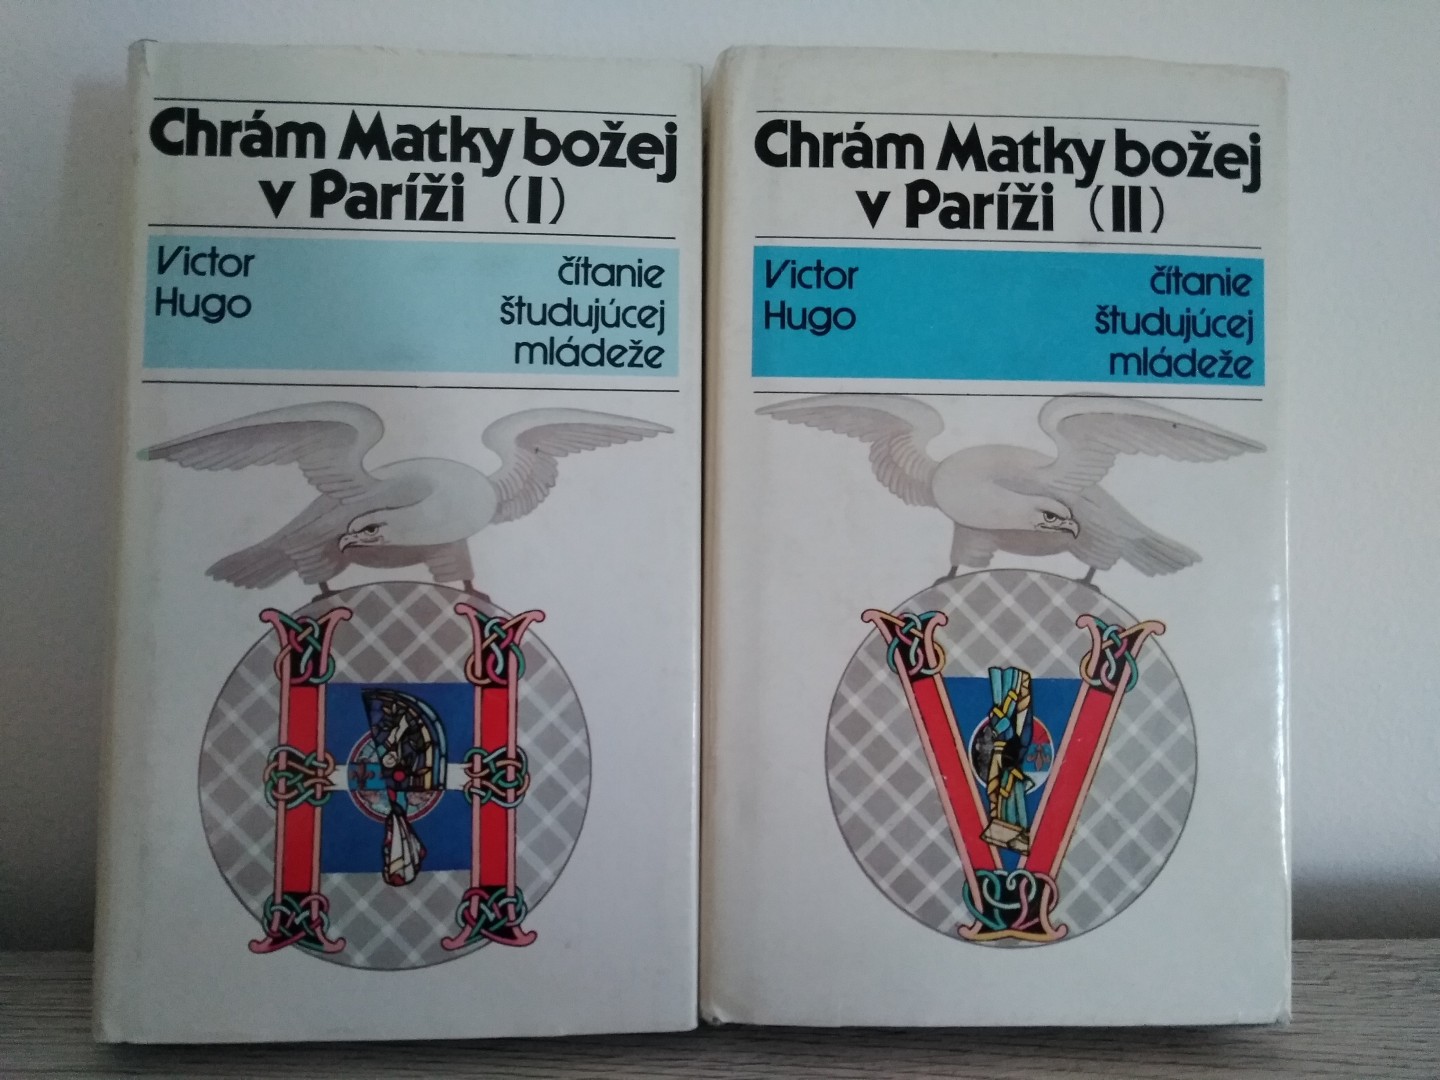 Chrám Matky božej
v Paríži (I)
Victor
Hugo
čítanie
študujúcej
mládeže
H
Chrám Matky božej
v Paríži (II)
Victor
Hugo
čítanie
študujúcej
mládeže
V